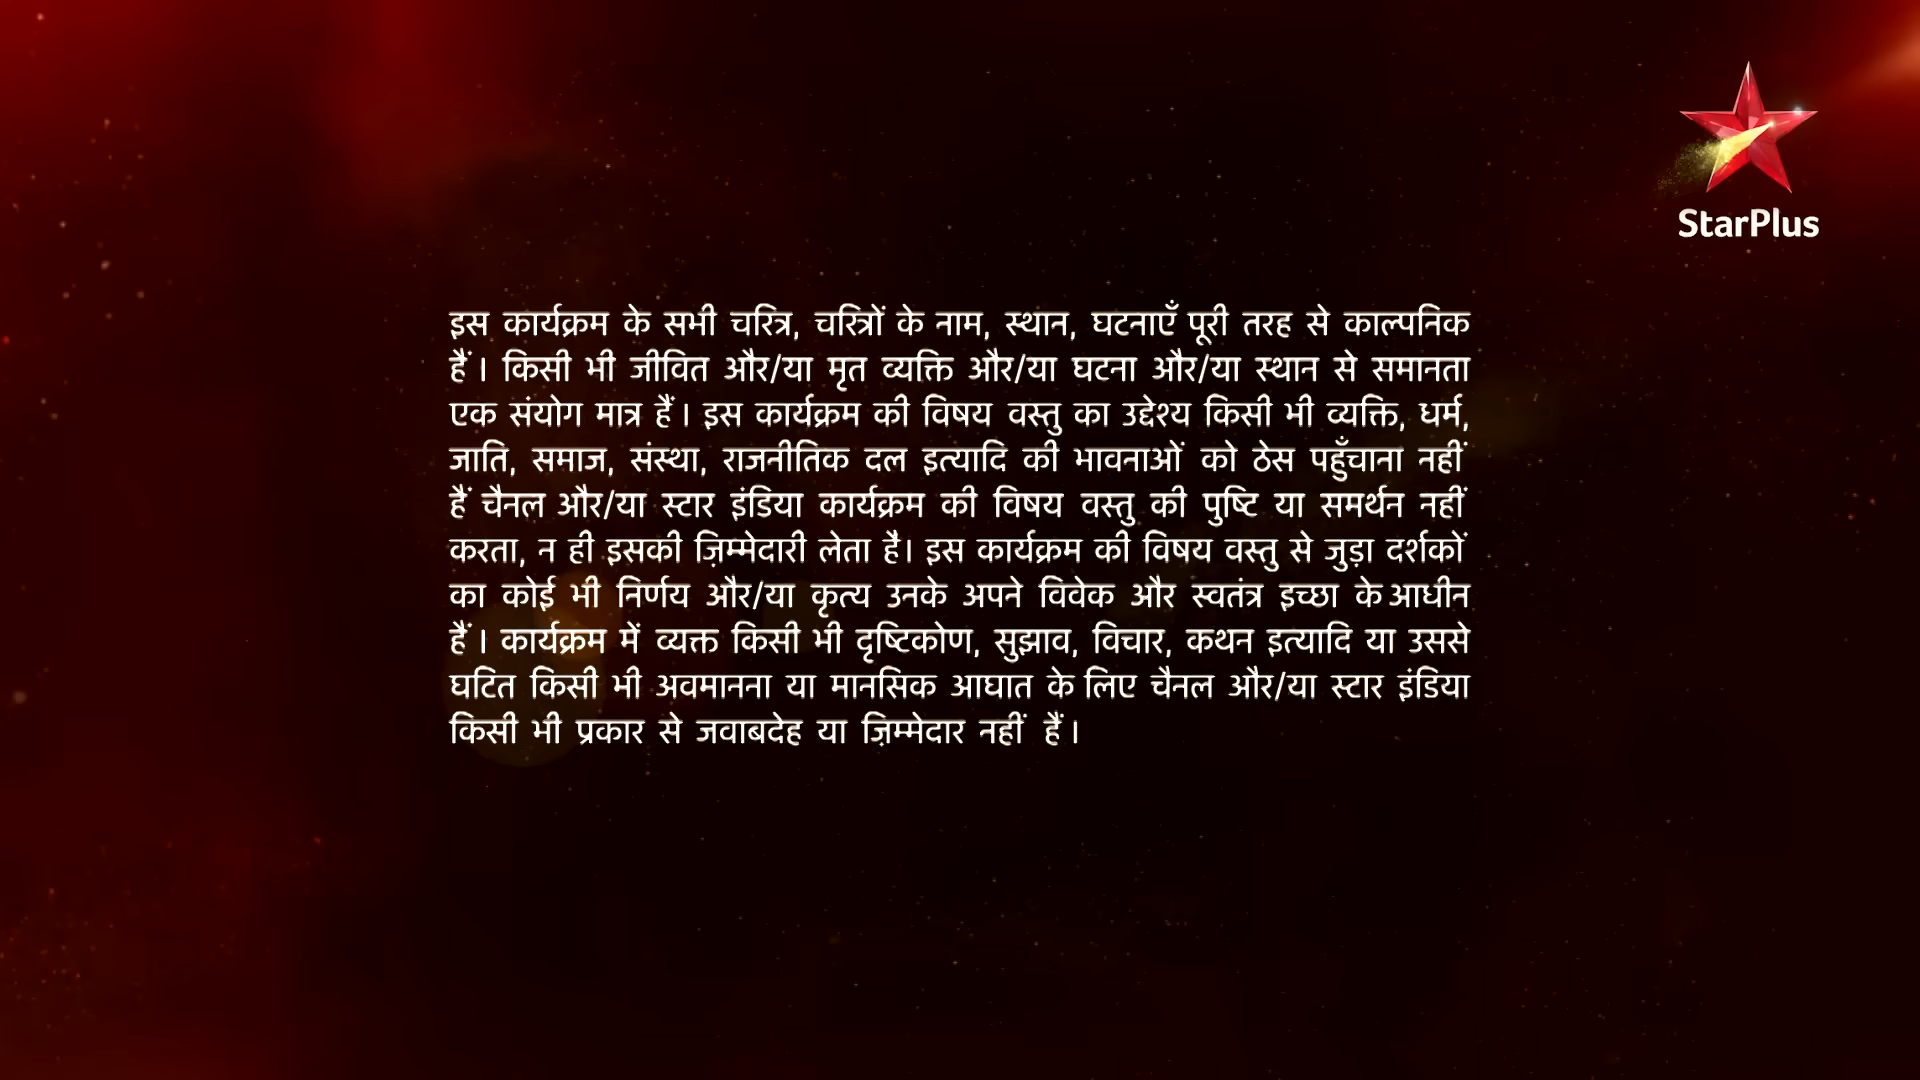 StarPlus
इस कार्यक्रम के सभी चरित्र, चरित्रों के नाम, स्थान, घटनाएँ पूरी तरह से काल्पनिक
हैं । किसी भी जीवित और/या मृत व्यक्ति और/या घटना और/या स्थान से समानता
एक संयोग मात्र हैं । इस कार्यक्रम की विषय वस्तु का उद्देश्य किसी भी व्यक्ति, धर्म,
जाति, समाज, संस्था, राजनीतिक दल इत्यादि की भावनाओं को ठेस पहुँचाना नहीं
हैं चैनल और/या स्टार इंडिया कार्यक्रम की विषय वस्तु की पुष्टि या समर्थन नहीं
करता, न ही इसकी ज़िम्मेदारी लेता है। इस कार्यक्रम की विषय वस्तु से जुड़ा दर्शकों
का कोई भी निर्णय और/या कृत्य उनके अपने विवेक और स्वतंत्र इच्छा के आधीन
हैं । कार्यक्रम में व्यक्त किसी भी दृष्टिकोण, सुझाव, विचार, कथन इत्यादि या उससे
घटित किसी भी अवमानना या मानसिक आघात के लिए चैनल और/या स्टार इंडिया
किसी भी प्रकार से जवाबदेह या ज़िम्मेदार नहीं हैं ।